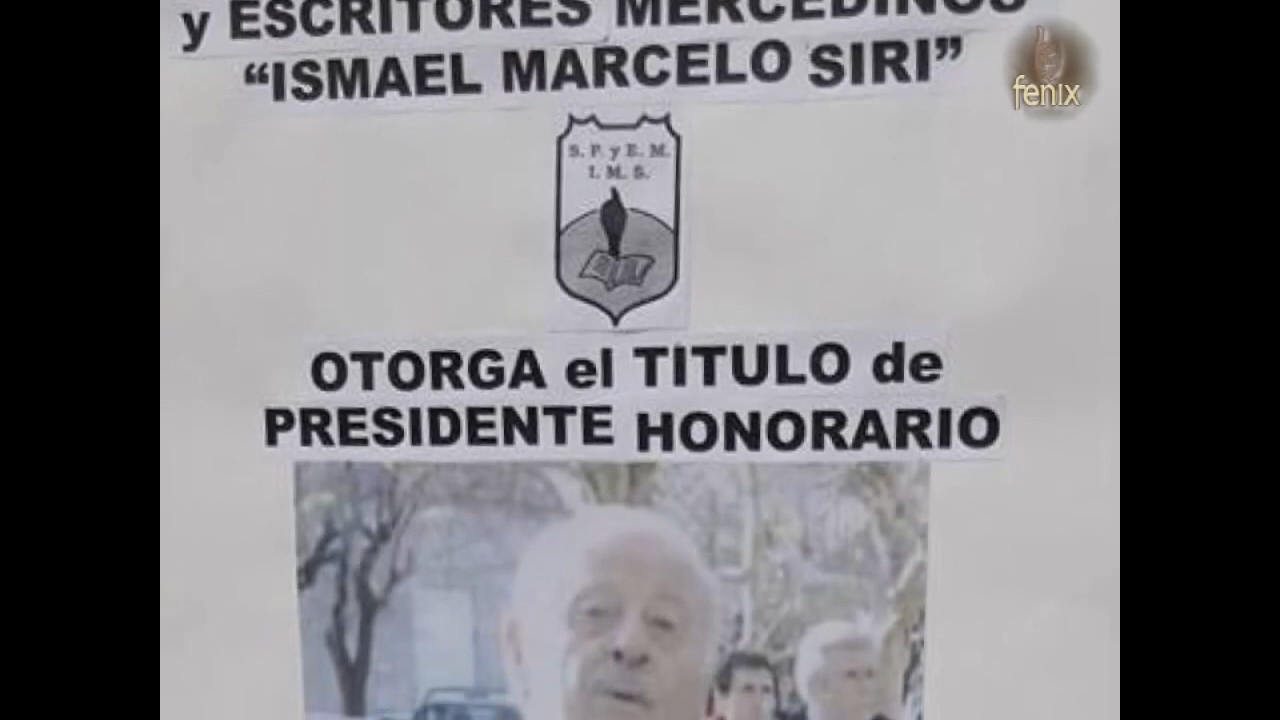 y ESCRITORES MERCEDINOS
“ISMAEL MARCELO SIRI”
fenix
S. P. y E. M.
I. M. S.
OTORGA el TITULO de
PRESIDENTE HONORARIO